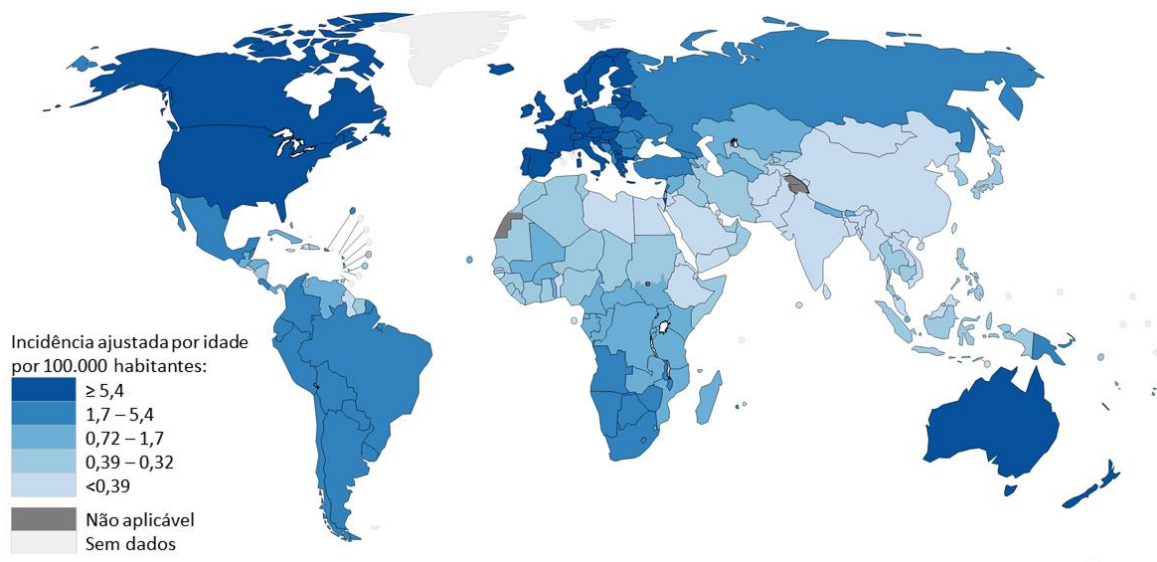 Incidência ajustada por idade
por 100.000 habitantes:
≥ 5,4
1,7 – 5,4
0,72 – 1,7
0,39 – 0,32
<0,39
Não aplicável
Sem dados